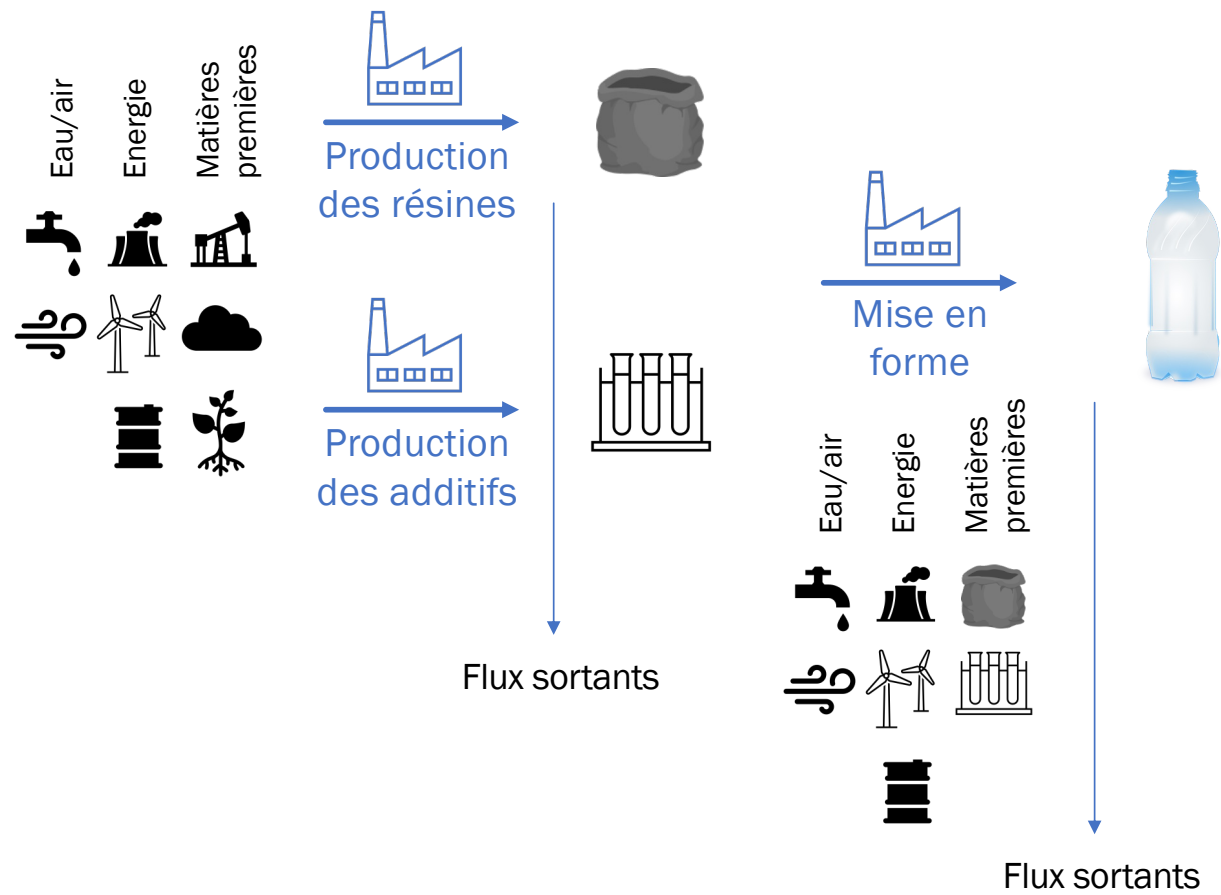 Eau/air
Energie
Matières
premières
Production
des résines
Production
des additifs
Flux sortants
Mise en
forme
Eau/air
Energie
Matières
premières
Flux sortants